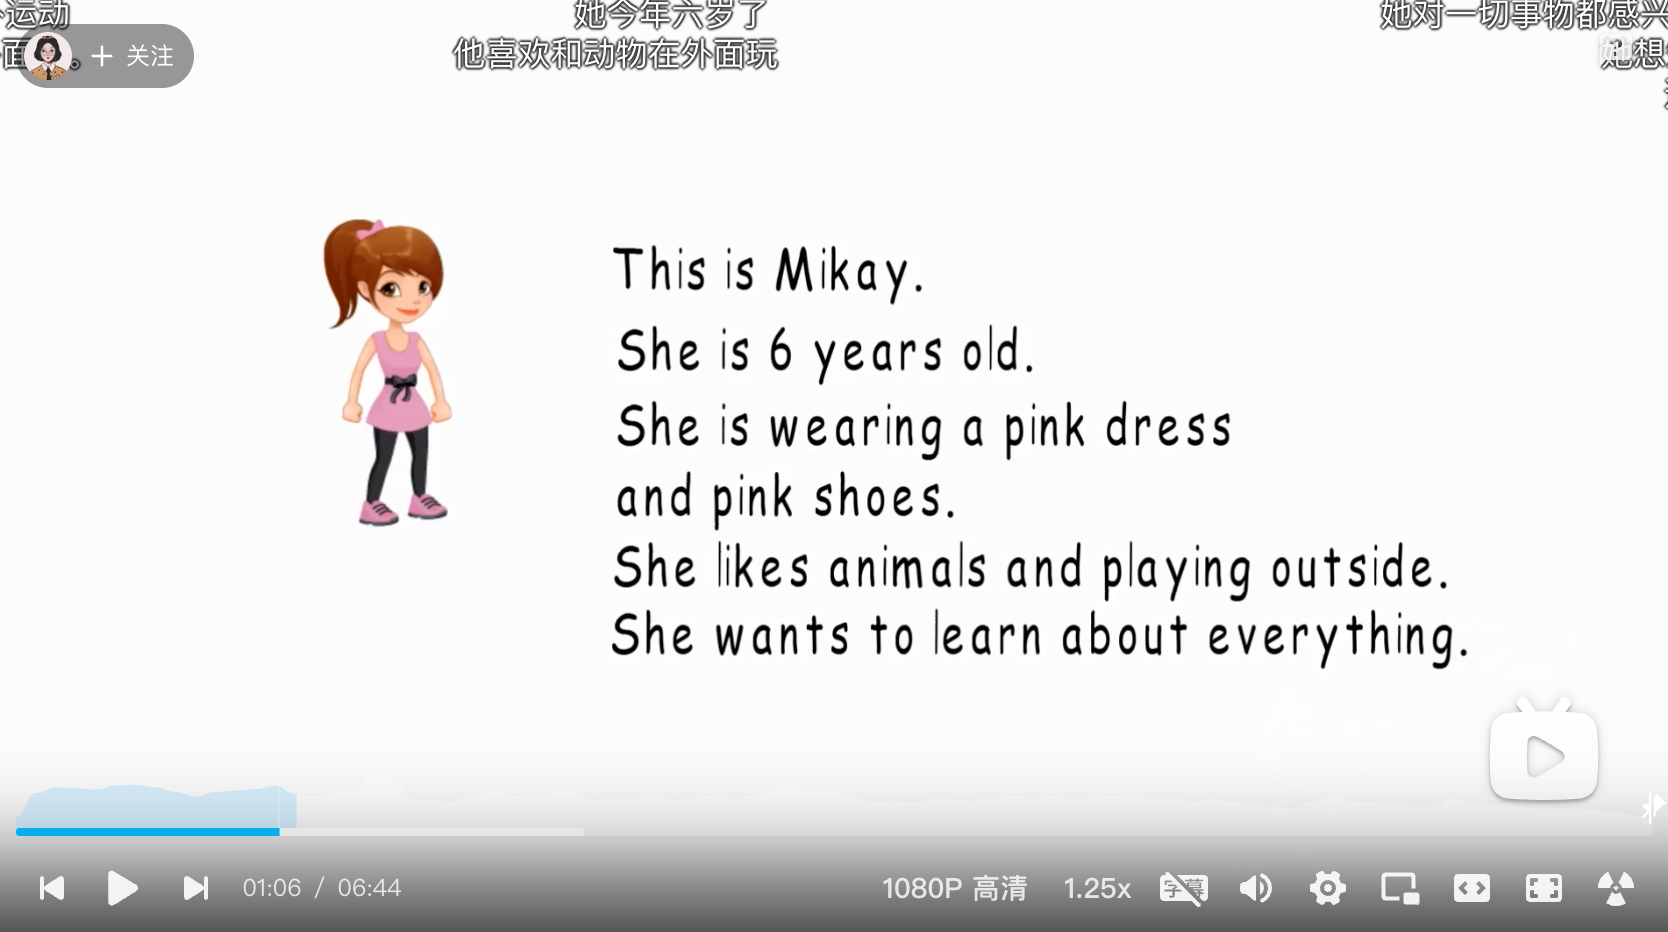 运动
她今年六岁了
她对一切事物都感兴
他喜欢和动物在外面玩
她想
+ 关注
This is Mikay.
She is 6 years old.
She is wearing a pink dress
and pink shoes.
She likes animals and playing outside.
She wants to learn about everything.
01:06 / 06:44
1080P 高清
1.25x
字幕